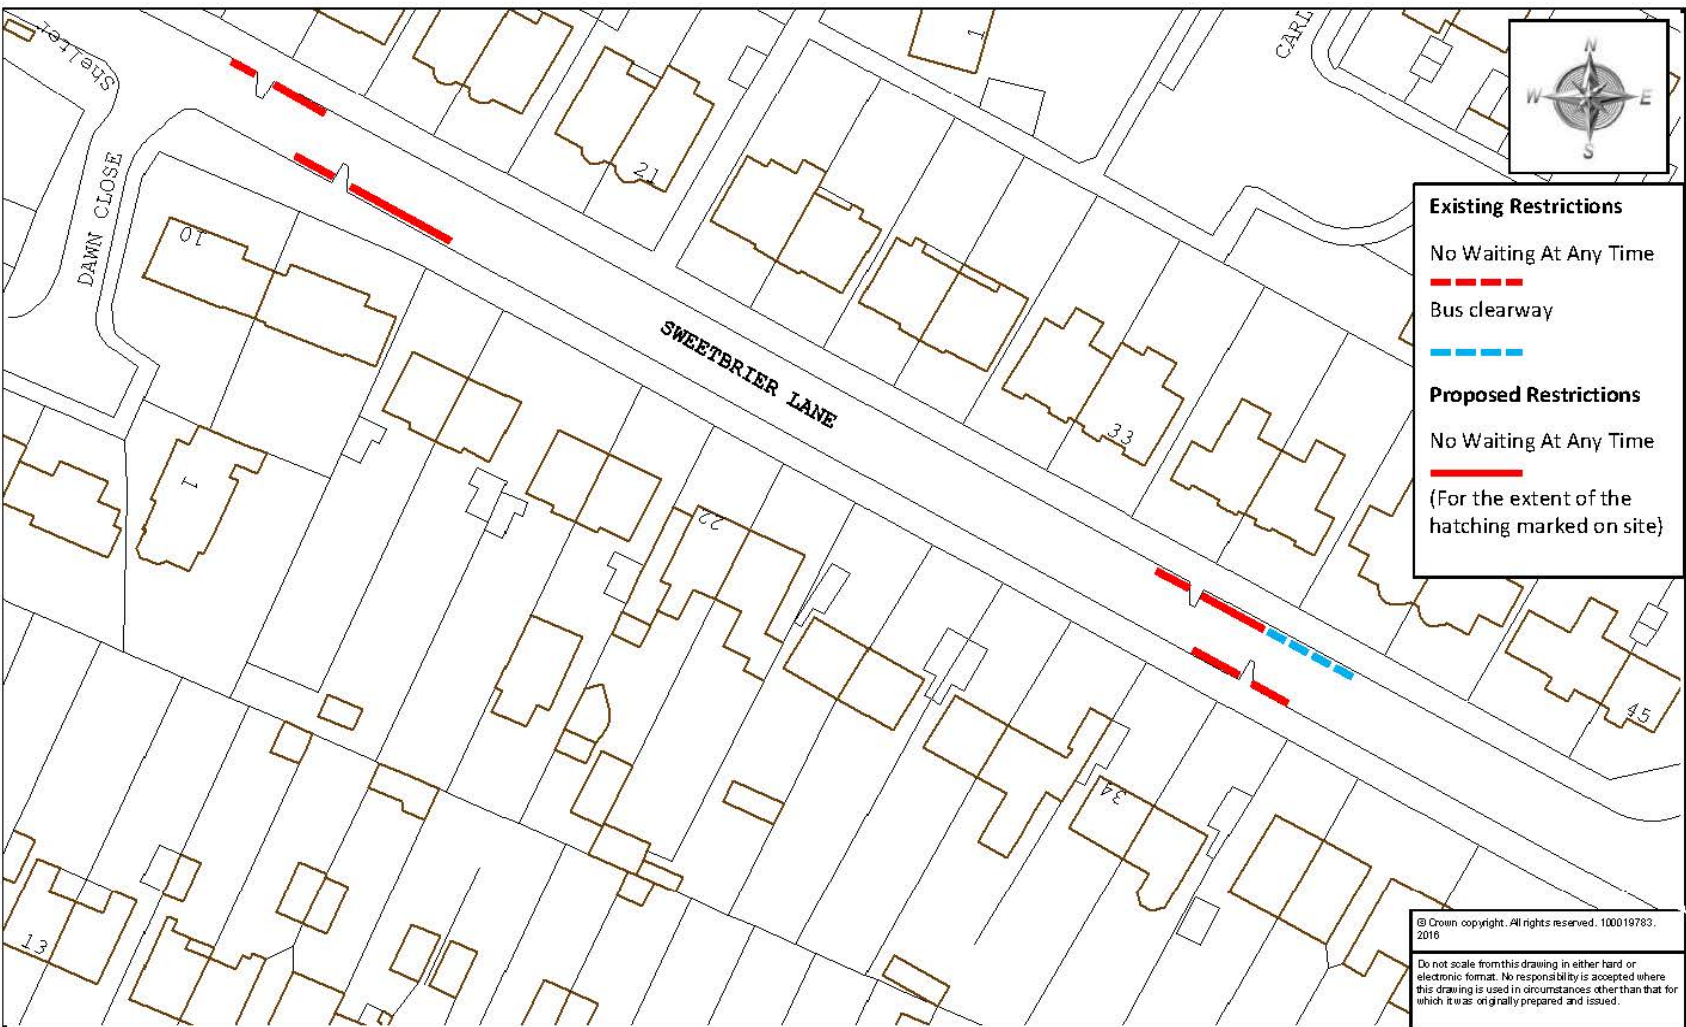 Shelter
DAWN CLOSE
10
1
21
1
CARL
SWEETBRIER LANE
33
22
34
45
13
N
W
E
S
Existing Restrictions
No Waiting At Any Time
Bus clearway
Proposed Restrictions
No Waiting At Any Time
(For the extent of the
hatching marked on site)
© Crown copyright. All rights reserved. 100019783.
2016
Do not scale from this drawing in either hard or
electronic format. No responsibility is accepted where
this drawing is used in circumstances other than that for
which it was originally prepared and issued.